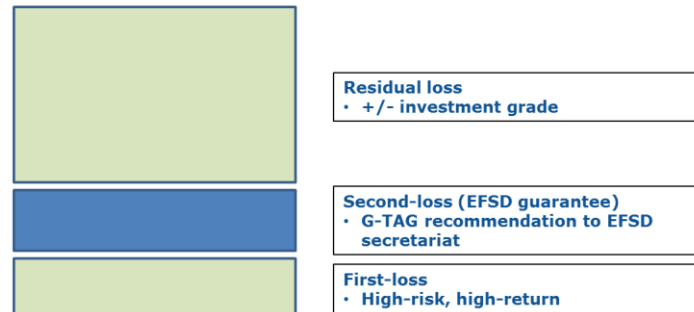 Residual loss
• +/- investment grade
Second-loss (EFSD guarantee)
• G-TAG recommendation to EFSD
secretariat
First-loss
• High-risk, high-return